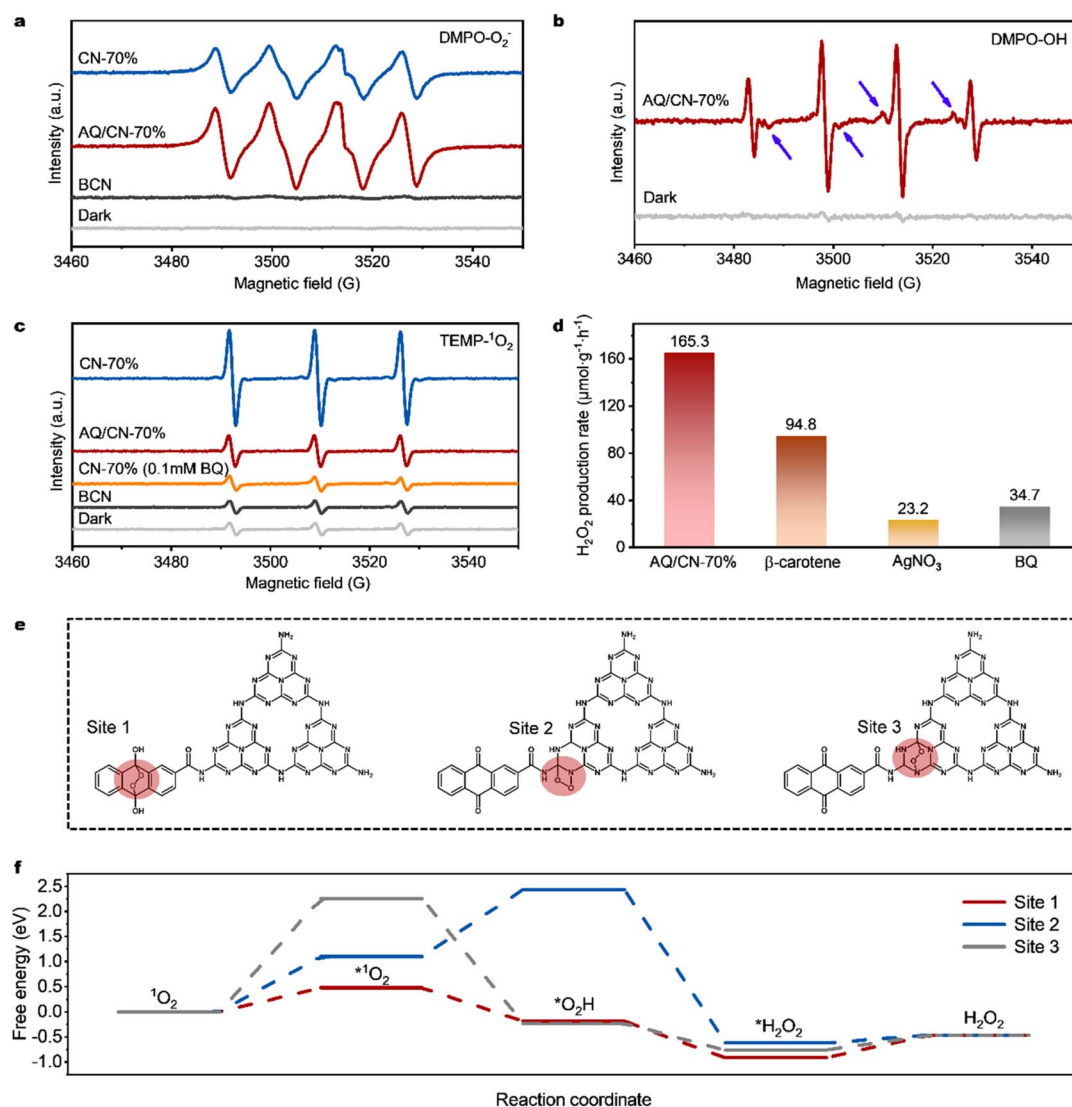 a
DMPO-O₂⁻
CN-70%
AQ/CN-70%
BCN
Dark
Intensity (a.u.)
3460 3480 3500 3520 3540
Magnetic field (G)
b
DMPO-OH
AQ/CN-70%
Dark
Intensity (a.u.)
3460 3480 3500 3520 3540
Magnetic field (G)
c
TEMP-¹O₂
CN-70%
AQ/CN-70%
CN-70% (0.1mM BQ)
BCN
Dark
Intensity (a.u.)
3460 3480 3500 3520 3540
Magnetic field (G)
d
H₂O₂ production rate (μmol·g⁻¹·h⁻¹)
160
120
80
40
0
165.3
94.8
23.2
34.7
AQ/CN-70% β-carotene AgNO₃ BQ
e
Site 1
Site 2
Site 3
f
Free energy (eV)
2.5
2.0
1.5
1.0
0.5
0.0
-0.5
-1.0
Site 1
Site 2
Site 3
¹O₂
*¹O₂
*O₂H
*H₂O₂
H₂O₂
Reaction coordinate